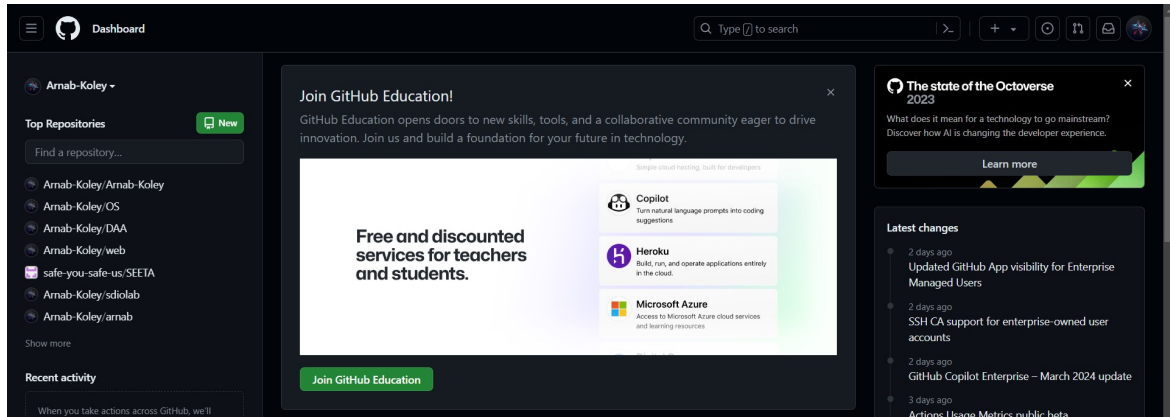 Dashboard
Type / to search
Arnab-Koley
Top Repositories
New
Find a repository...
Arnab-Koley/Arnab-Koley
Arnab-Koley/OS
Arnab-Koley/DAA
Arnab-Koley/web
safe-you-safe-us/SEETA
Arnab-Koley/sdiolab
Arnab-Koley/arnab
Show more
Recent activity
When you take actions across GitHub, we'll
Join GitHub Education!
GitHub Education opens doors to new skills, tools, and a collaborative community eager to drive
innovation. Join us and build a foundation for your future in technology.
Free and discounted
services for teachers
and students.
Simple cloud hosting, built for developers
Copilot
Turn natural language prompts into coding
suggestions
Heroku
Build, run, and operate applications entirely
in the cloud.
Microsoft Azure
Access to Microsoft Azure cloud services
and learning resources
Join GitHub Education
The state of the Octoverse
2023
What does it mean for a technology to go mainstream?
Discover how AI is changing the developer experience.
Learn more
Latest changes
2 days ago
Updated GitHub App visibility for Enterprise
Managed Users
2 days ago
SSH CA support for enterprise-owned user
accounts
2 days ago
GitHub Copilot Enterprise – March 2024 update
3 days ago
Actions Usage Metrics public beta